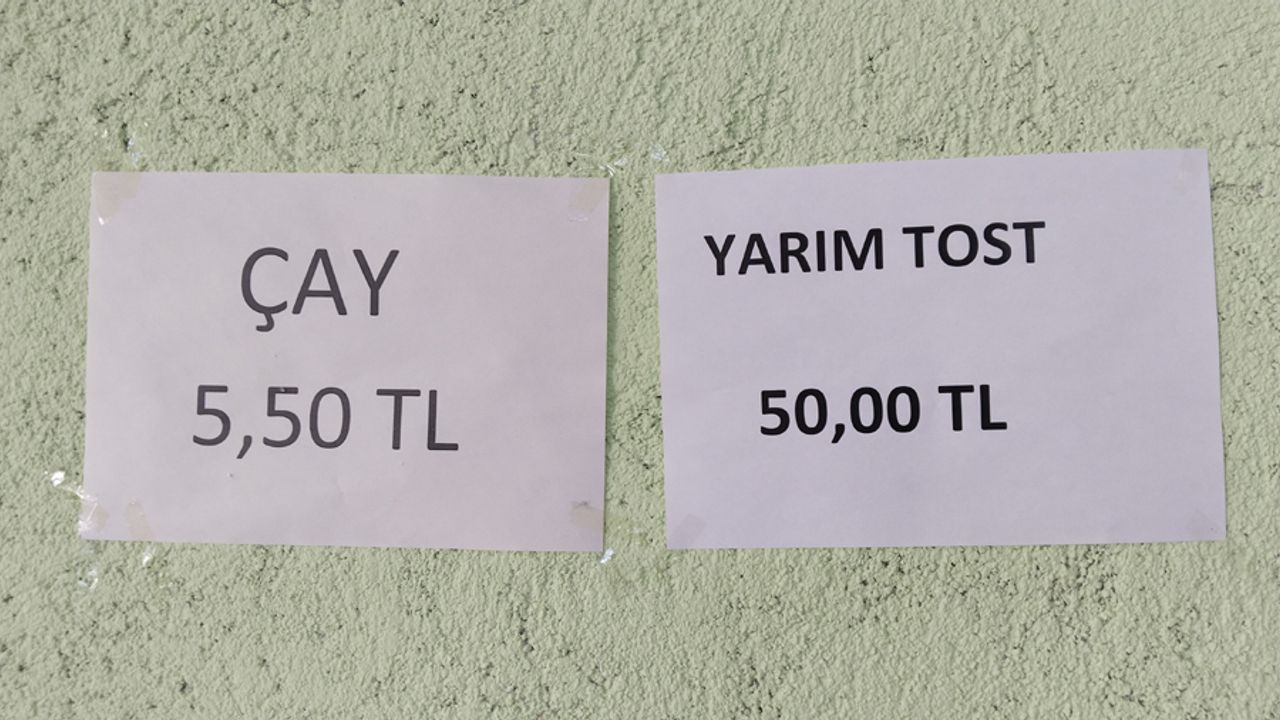 ÇAY
5,50 TL
YARIM TOST
50,00 TL